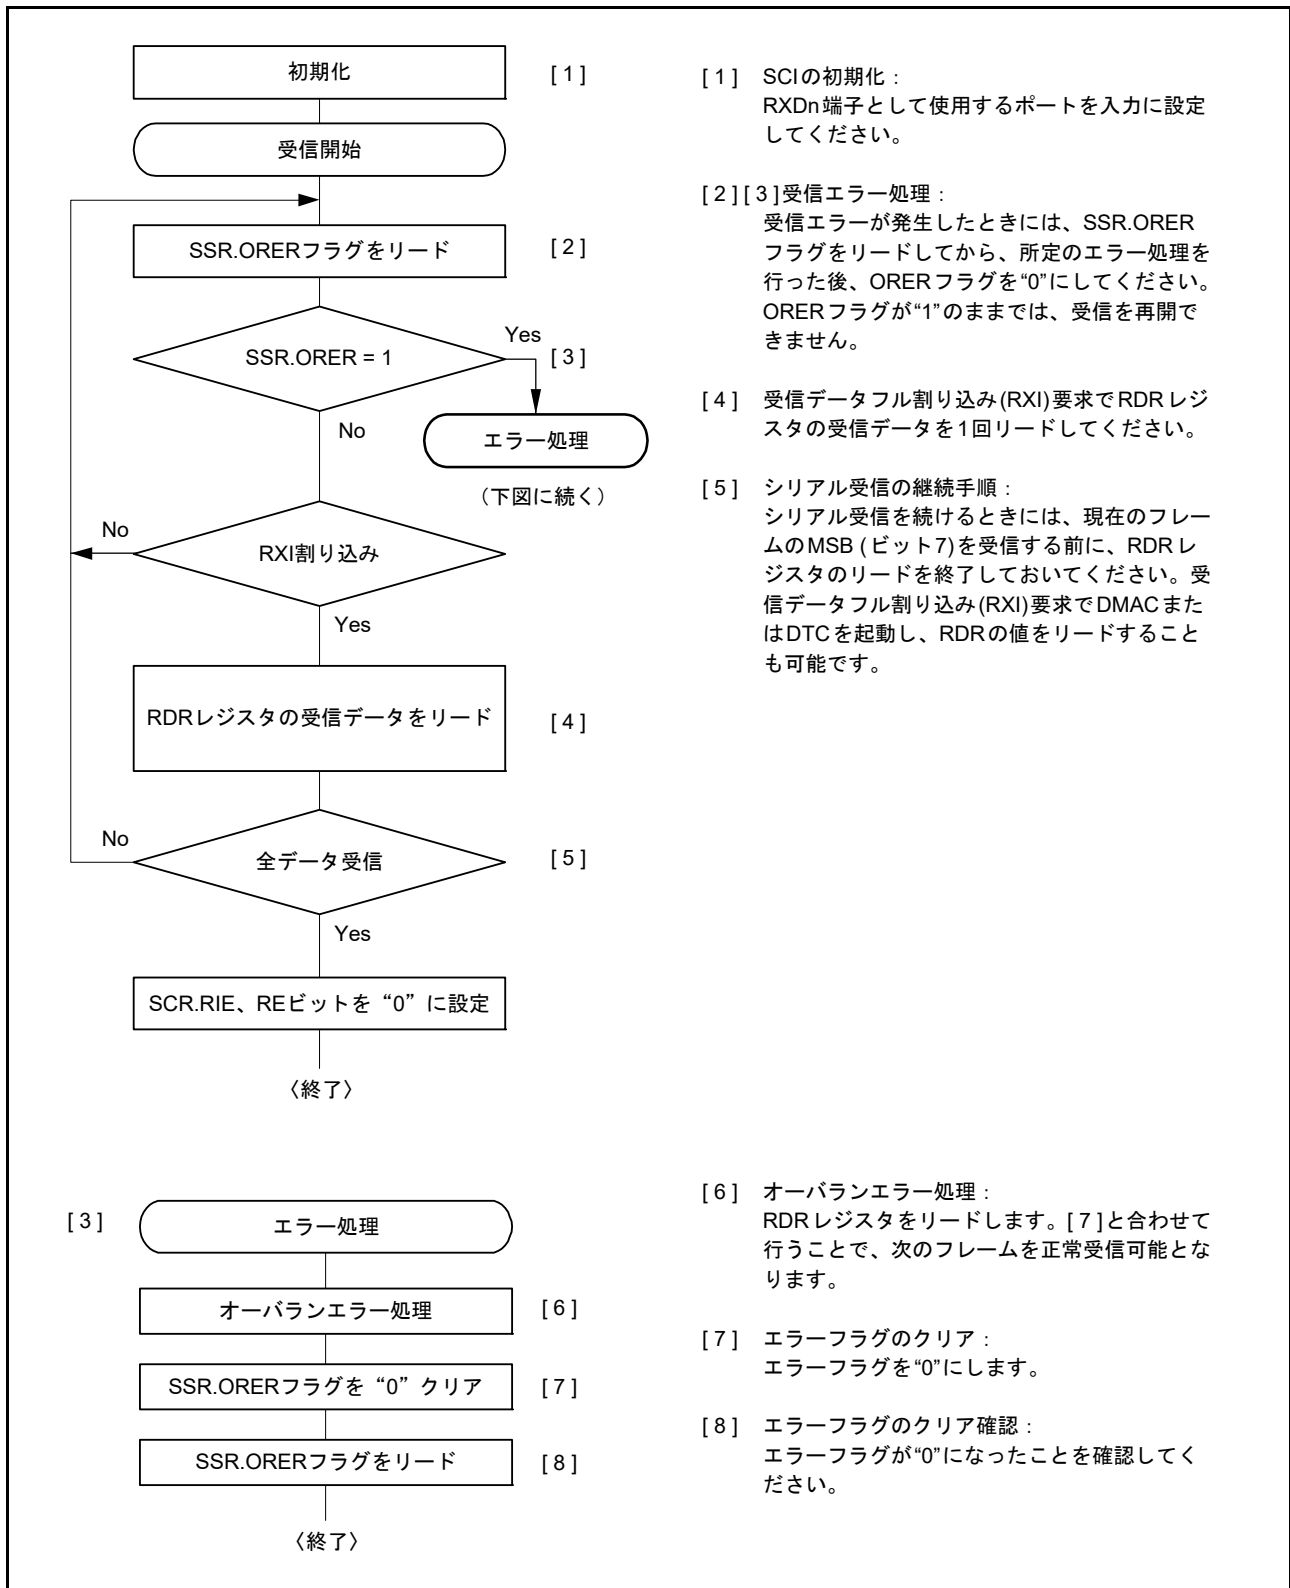 初期化
[ 1 ]
受信開始
SSR.ORERフラグをリード
[ 2 ]
SSR.ORER = 1
Yes
[ 3 ]
No
エラー処理
（下図に続く）
No
RXI割り込み
Yes
RDRレジスタの受信データをリード
[ 4 ]
No
全データ受信
[ 5 ]
Yes
SCR.RIE、REビットを“0”に設定
〈終了〉
[ 1 ] SCIの初期化：
RXDn端子として使用するポートを入力に設定
してください。
[ 2 ][ 3 ]受信エラー処理：
受信エラーが発生したときには、SSR.ORER
フラグをリードしてから、所定のエラー処理を
行った後、ORERフラグを“0”にしてください。
ORERフラグが“1”のままでは、受信を再開で
きません。
[ 4 ] 受信データフル割り込み(RXI)要求でRDRレジ
スタの受信データを1回リードしてください。
[ 5 ] シリアル受信の継続手順：
シリアル受信を続けるときには、現在のフレー
ムのMSB (ビット7)を受信する前に、RDRレ
ジスタのリードを終了しておいてください。受
信データフル割り込み(RXI)要求でDMACまた
はDTCを起動し、RDRの値をリードすること
も可能です。
[ 3 ]
エラー処理
オーバランエラー処理
[ 6 ]
SSR.ORERフラグを“0”クリア
[ 7 ]
SSR.ORERフラグをリード
[ 8 ]
〈終了〉
[ 6 ] オーバランエラー処理：
RDRレジスタをリードします。[ 7 ]と合わせて
行うことで、次のフレームを正常受信可能とな
ります。
[ 7 ] エラーフラグのクリア：
エラーフラグを“0”にします。
[ 8 ] エラーフラグのクリア確認：
エラーフラグが“0”になったことを確認してく
ださい。